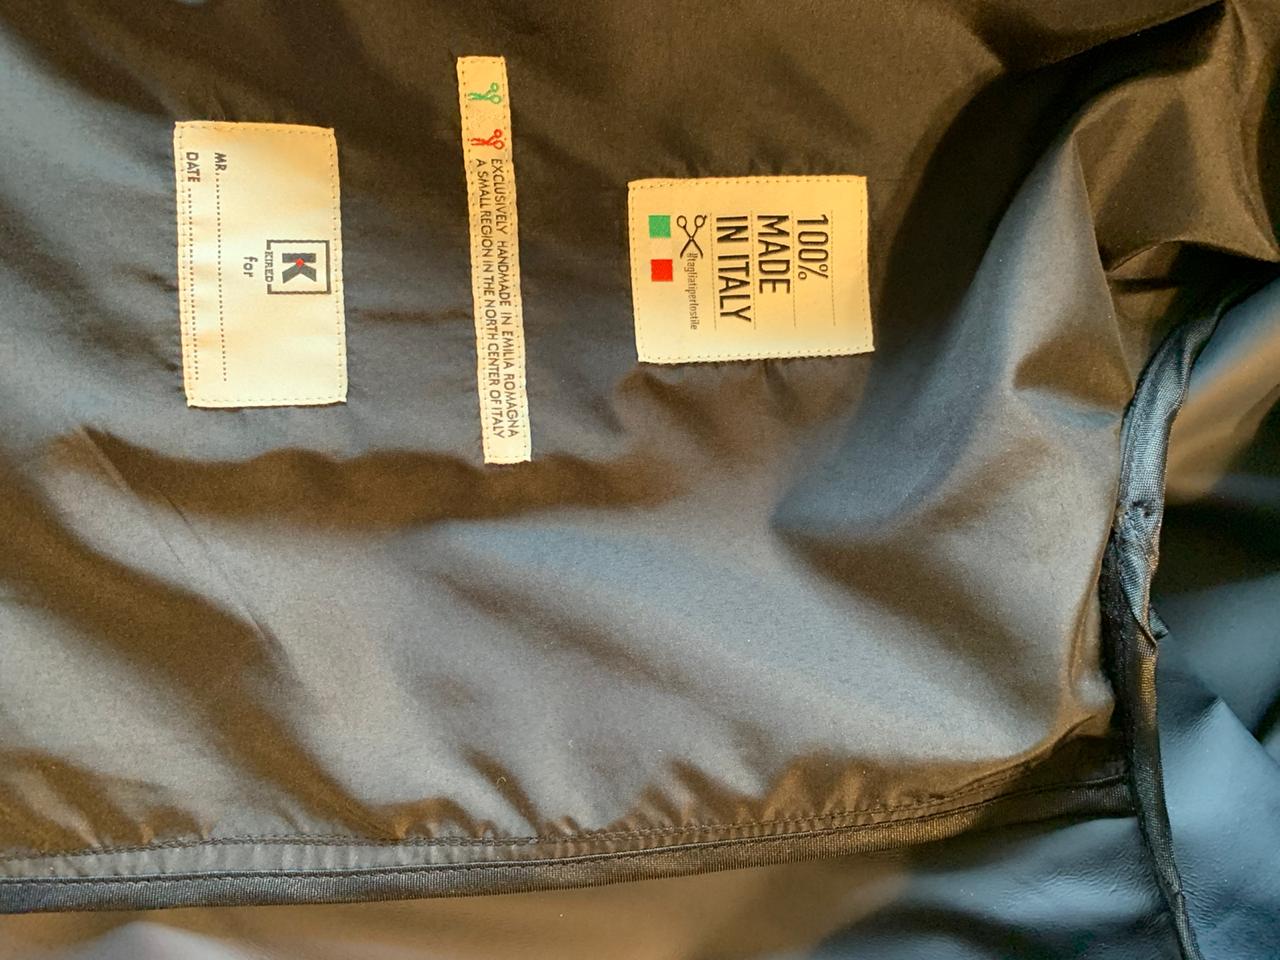 100%
MADE
IN ITALY
#tagliatiperlostile
EXCLUSIVELY HANDMADE IN EMILIA ROMAGNA
A SMALL REGION IN THE NORTH CENTER OF ITALY
K
KIRED
for
MR.
DATE